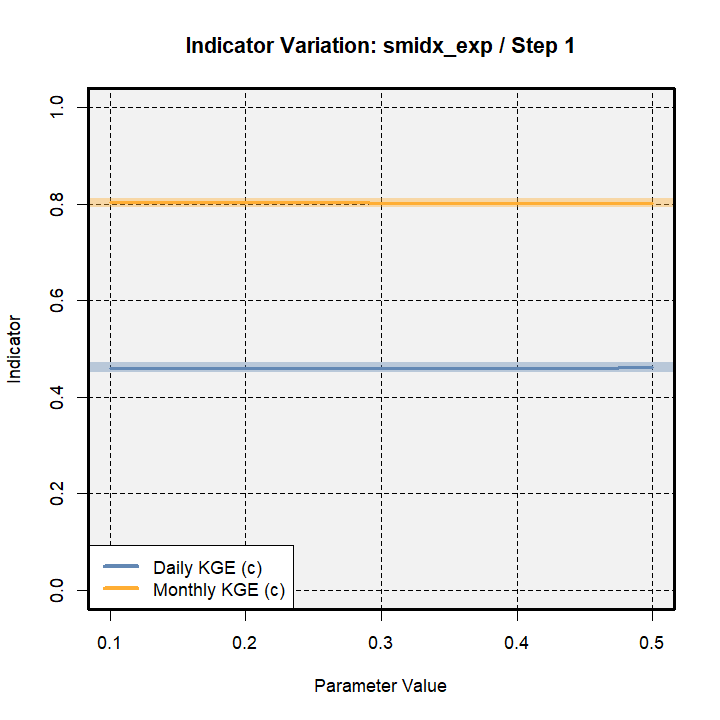 Indicator Variation: smidx_exp / Step 1
1.0
0.8
0.6
0.4
0.2
0.0
Indicator
Daily KGE (c)
Monthly KGE (c)
0.1 0.2 0.3 0.4 0.5
Parameter Value